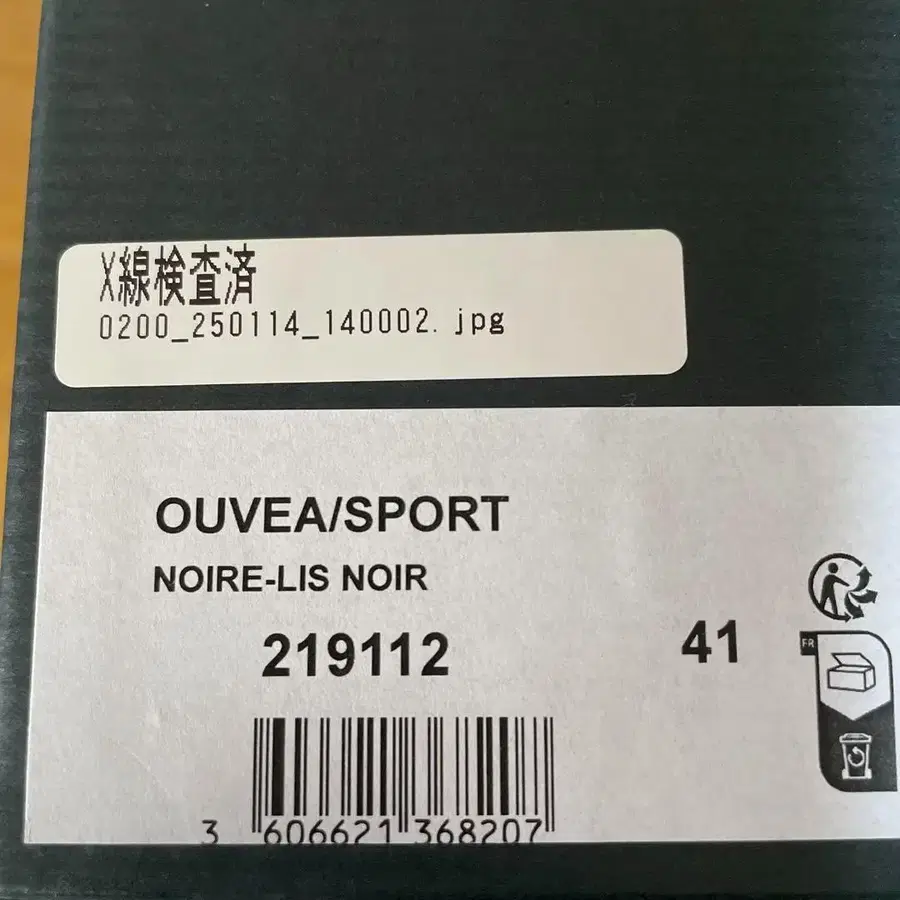 X線検査済
0200_250114_140002.jpg
OUVEA/SPORT
NOIRE-LIS NOIR
219112
41
FR
3 606621 368207